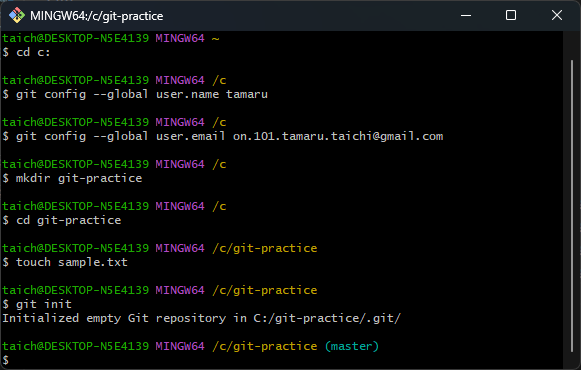 MINGW64:/c/git-practice
taich@DESKTOP-N5E4139 MINGW64 ~
$ cd c:
taich@DESKTOP-N5E4139 MINGW64 /c
$ git config --global user.name tamaru
taich@DESKTOP-N5E4139 MINGW64 /c
$ git config --global user.email on.101.tamaru.taichi@gmail.com
taich@DESKTOP-N5E4139 MINGW64 /c
$ mkdir git-practice
taich@DESKTOP-N5E4139 MINGW64 /c
$ cd git-practice
taich@DESKTOP-N5E4139 MINGW64 /c/git-practice
$ touch sample.txt
taich@DESKTOP-N5E4139 MINGW64 /c/git-practice
$ git init
Initialized empty Git repository in C:/git-practice/.git/
taich@DESKTOP-N5E4139 MINGW64 /c/git-practice (master)
$